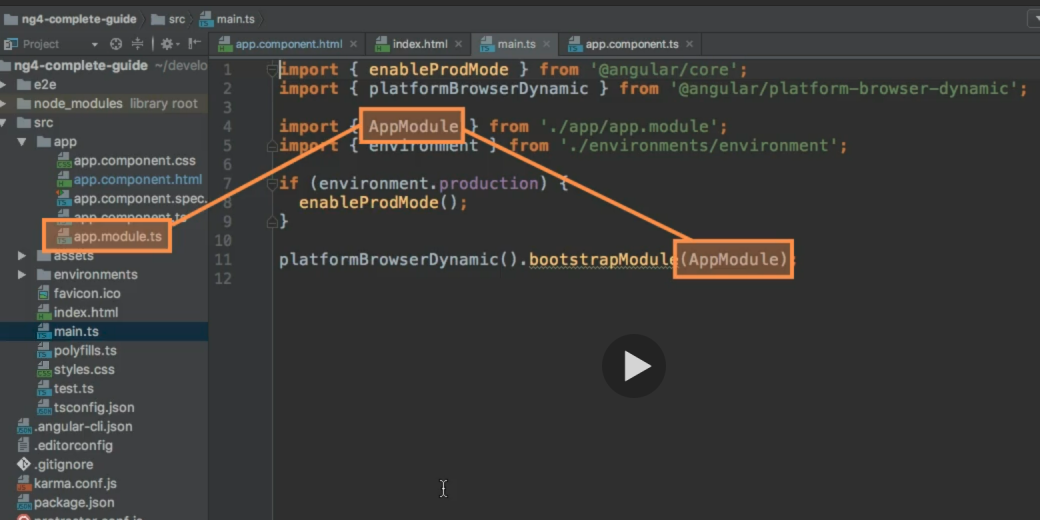 ng4-complete-guide src main.ts
Project
app.component.html index.html main.ts app.component.ts
ng4-complete-guide ~/develo
e2e
node_modules library root
src
app
app.component.css
app.component.html
app.component.spec.
app.component.ts
app.module.ts
assets
environments
favicon.ico
index.html
main.ts
polyfills.ts
styles.css
test.ts
tsconfig.json
.angular-cli.json
.editorconfig
.gitignore
karma.conf.js
package.json
protractor.conf.js
1 import { enableProdMode } from '@angular/core';
2 import { platformBrowserDynamic } from '@angular/platform-browser-dynamic';
3
4 import { AppModule } from './app/app.module';
5 import { environment } from './environments/environment';
6
7 if (environment.production) {
8 enableProdMode();
9 }
10
11 platformBrowserDynamic().bootstrapModule(AppModule);
12